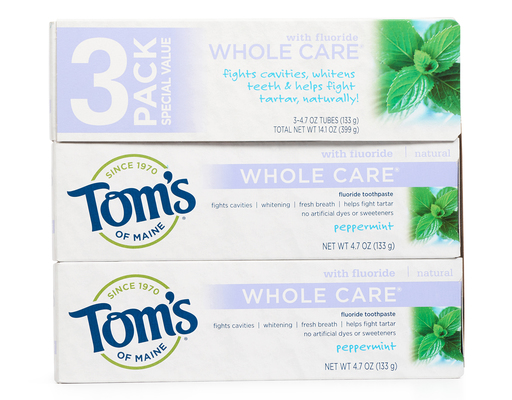 3
PACK
SPECIAL VALUE
with fluoride
WHOLE CARE®
fights cavities, whitens
teeth & helps fight
tartar, naturally!
3-4.7 OZ TUBES (133 g)
TOTAL NET WT 14.1 OZ (399 g)
SINCE 1970
Tom's
OF MAINE®
with fluoride | natural
WHOLE CARE®
fluoride toothpaste
fights cavities | whitening | fresh breath | helps fight tartar
no artificial dyes or sweeteners
peppermint
NET WT 4.7 OZ (133 g)
SINCE 1970
Tom's
OF MAINE®
with fluoride | natural
WHOLE CARE®
fluoride toothpaste
fights cavities | whitening | fresh breath | helps fight tartar
no artificial dyes or sweeteners
peppermint
NET WT 4.7 OZ (133 g)